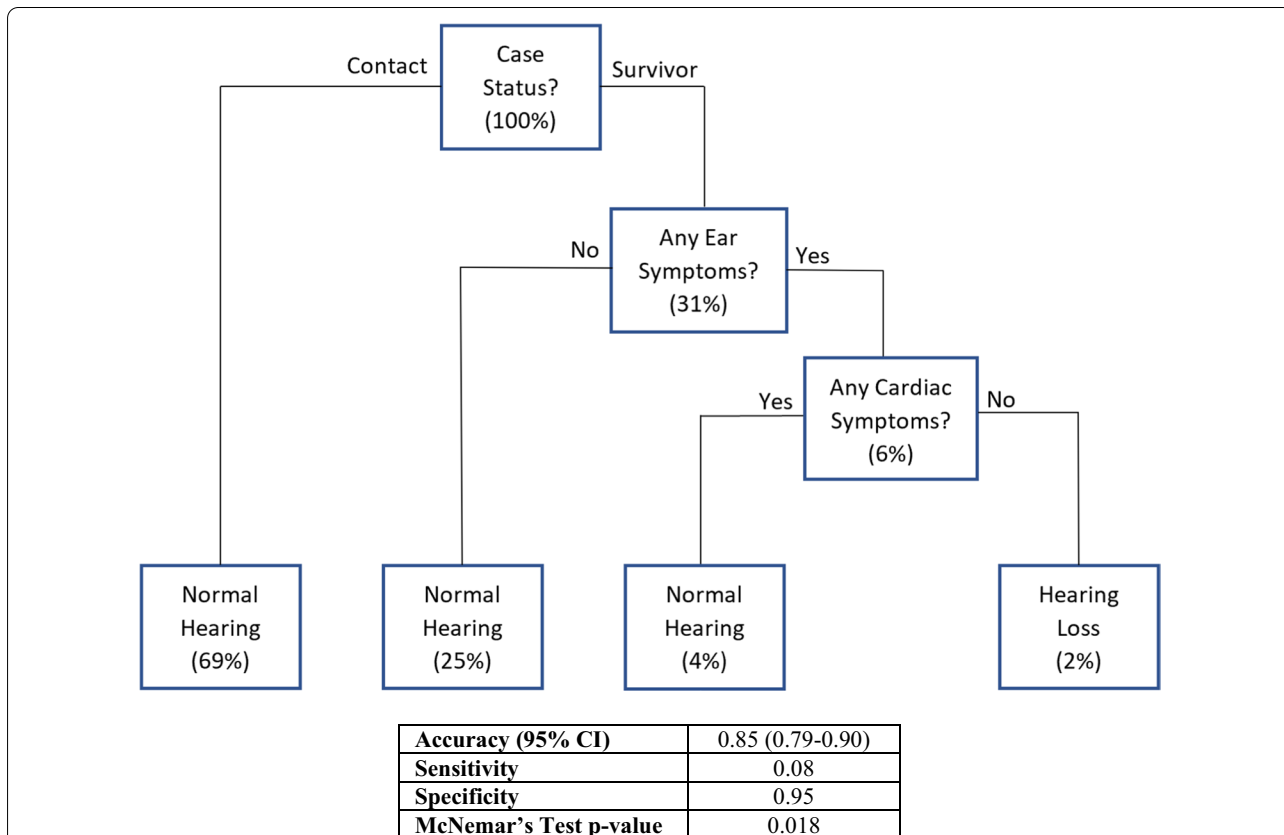 Case
Status?
(100%)
Contact
Survivor
Any Ear
Symptoms?
(31%)
No
Yes
Any Cardiac
Symptoms?
(6%)
Yes
No
Normal
Hearing
(69%)
Normal
Hearing
(25%)
Normal
Hearing
(4%)
Hearing
Loss
(2%)
Accuracy (95% CI) 0.85 (0.79-0.90)
Sensitivity 0.08
Specificity 0.95
McNemar's Test p-value 0.018